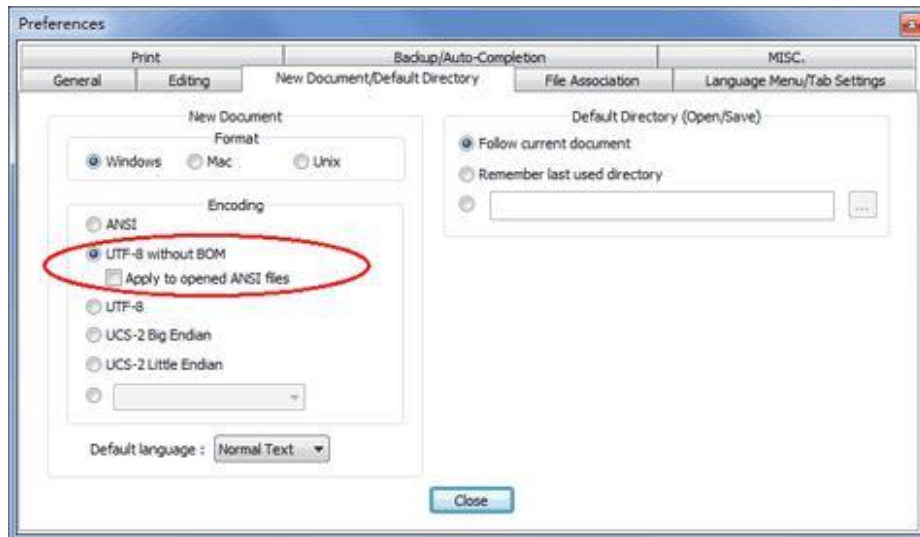 Preferences
Print
Backup/Auto-Completion
MISC.
General
Editing
New Document/Default Directory
File Association
Language Menu/Tab Settings
New Document
Format
Windows
Mac
Unix
Encoding
ANSI
UTF-8 without BOM
Apply to opened ANSI files
UTF-8
UCS-2 Big Endian
UCS-2 Little Endian
Default language :
Normal Text
Default Directory (Open/Save)
Follow current document
Remember last used directory
...
Close